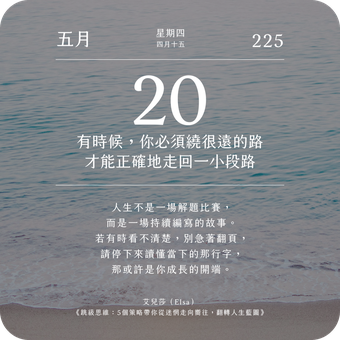 五月
星期四
四月十五
225
20
有時候，你必須繞很遠的路
才能正確地走回一小段路
人生不是一場解題比賽，
而是一場持續編寫的故事。
若有時看不清楚，別急著翻頁，
請停下來讀懂當下的那行字，
那或許是你成長的開端。
艾兒莎（Elsa）
《跳級思維：5個策略帶你從迷惘走向嚮往，翻轉人生藍圖》